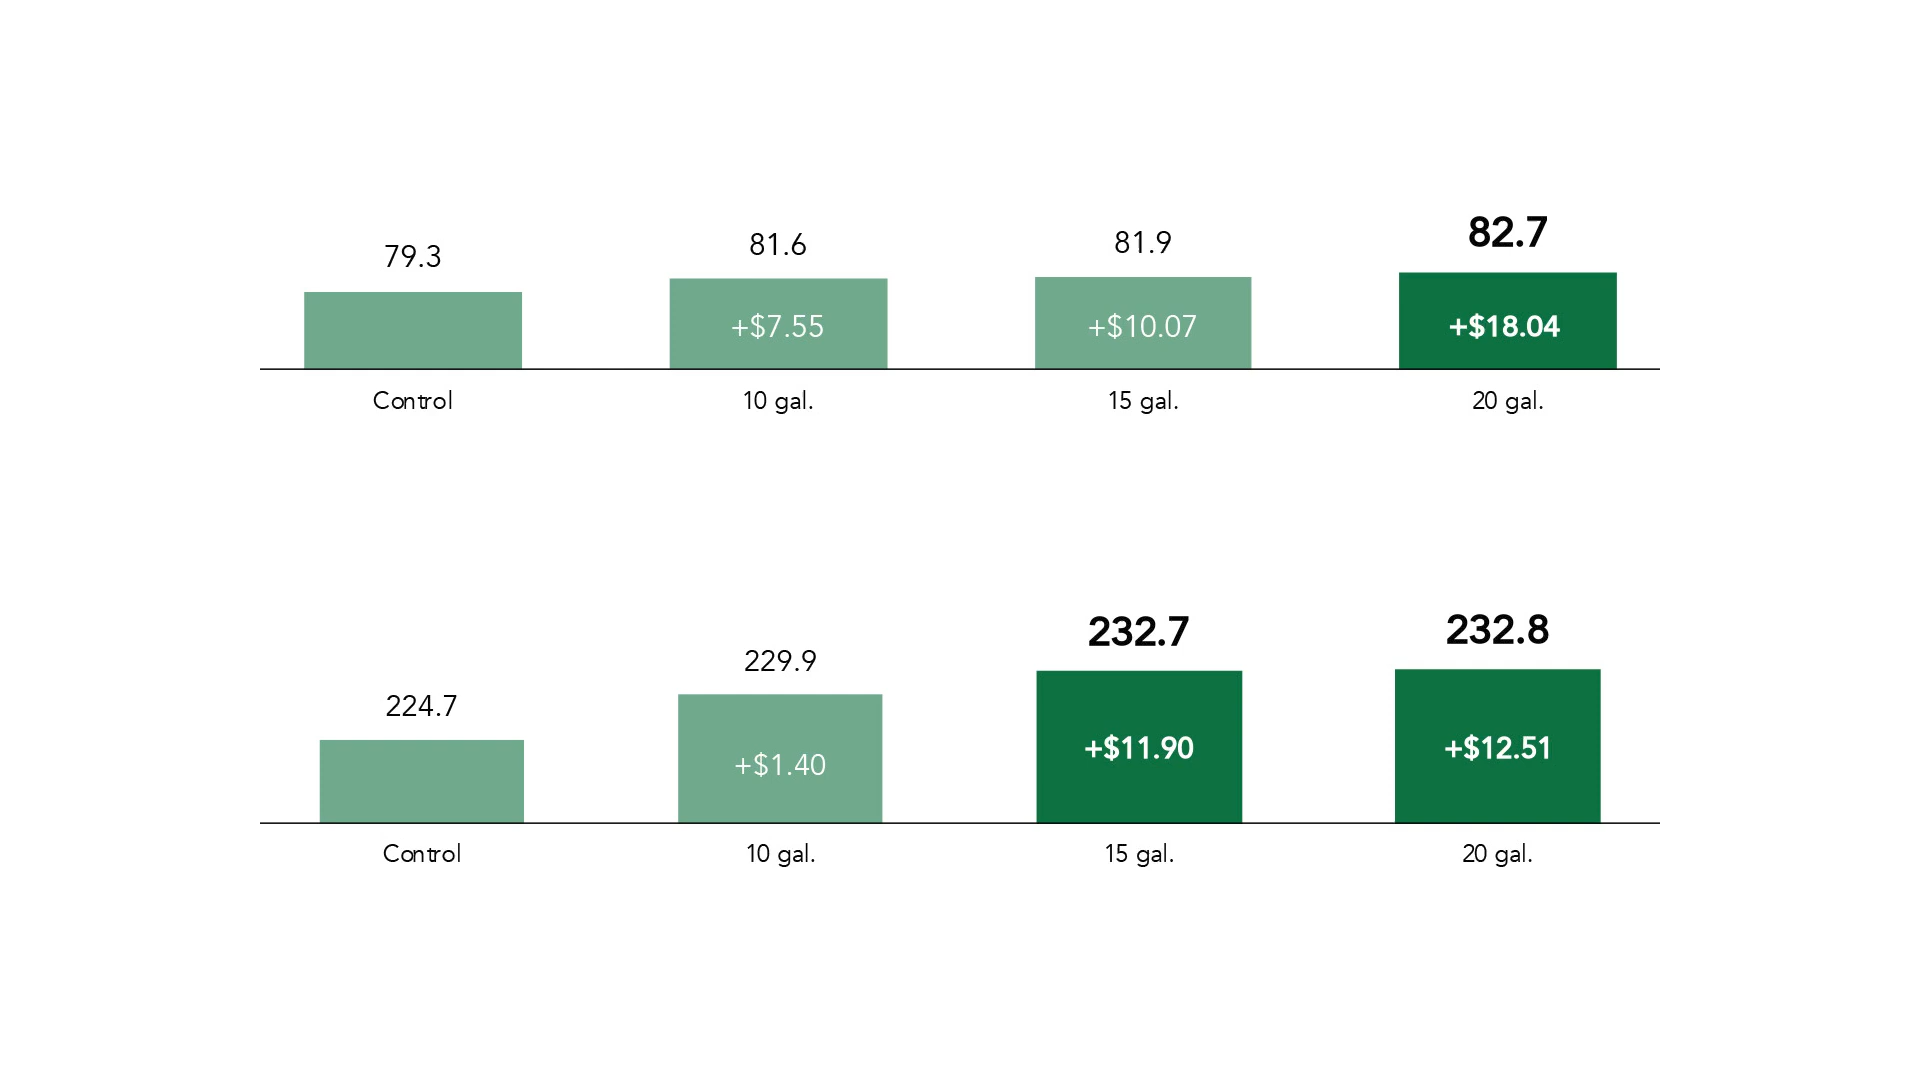 79.3
81.6
81.9
82.7
+$7.55
+$10.07
+$18.04
Control
10 gal.
15 gal.
20 gal.
224.7
229.9
232.7
232.8
+$1.40
+$11.90
+$12.51
Control
10 gal.
15 gal.
20 gal.